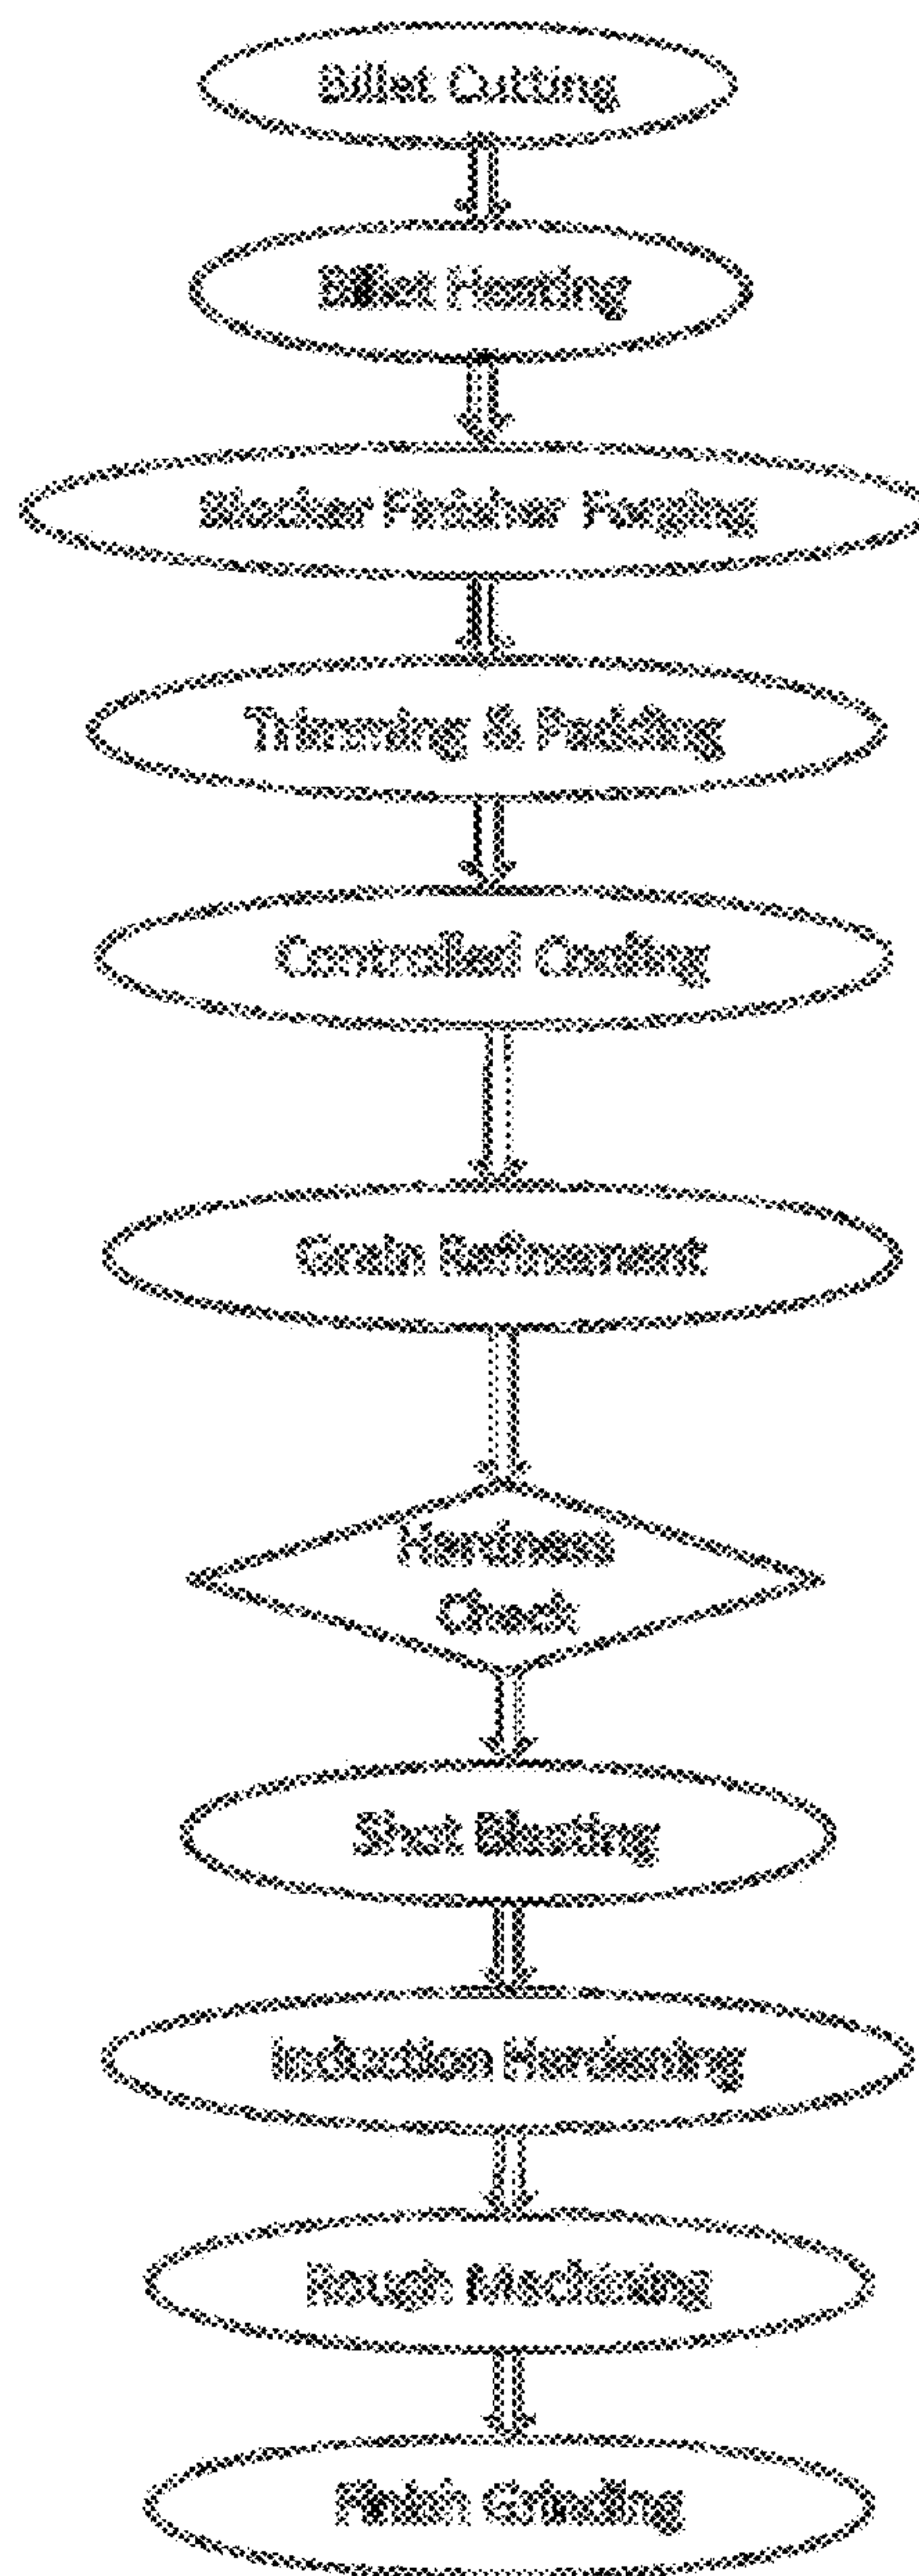 Billet Cutting
Billet Heating
Blocker Finisher Forging
Trimming & Padding
Controlled Cooling
Grain Refinement
Hardness
Check
Shot Blasting
Induction Hardening
Rough Machining
Finish Grinding